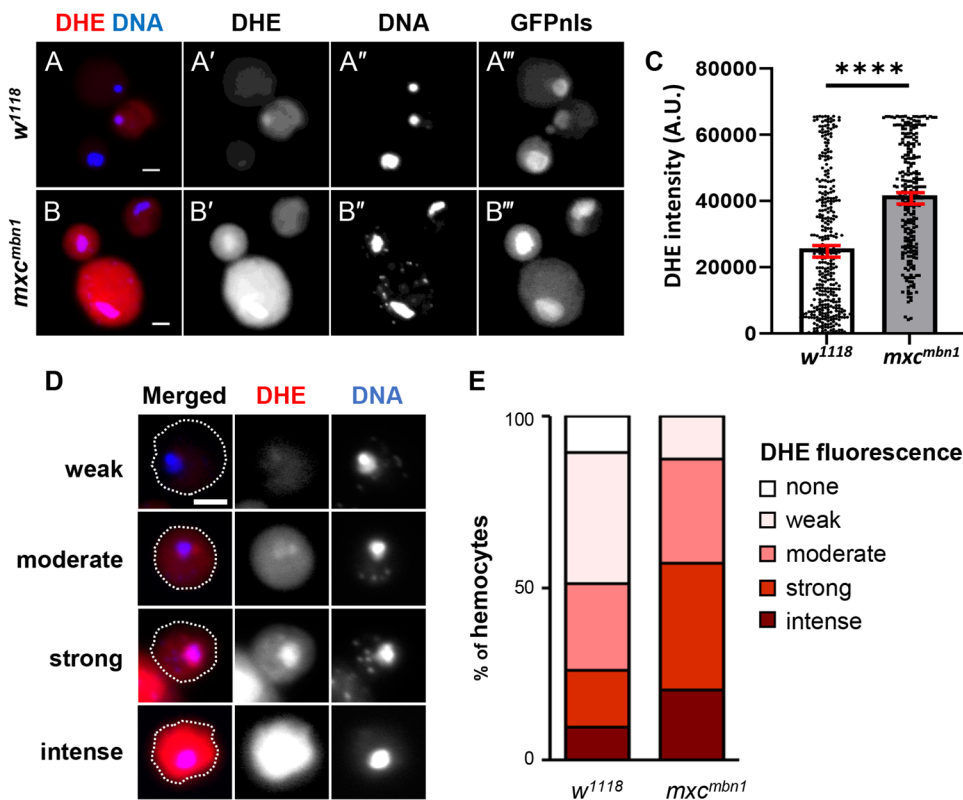 DHE DNA DHE DNA GFPnls
w1118 A A′ A″ A‴
mxcmbn1 B B′ B″ B‴
C
****
DHE intensity (A.U.)
80000
60000
40000
20000
0
w1118 mxcmbn1
D
Merged DHE DNA
weak
moderate
strong
intense
E
% of hemocytes
100
50
0
w1118 mxcmbn1
DHE fluorescence
none
weak
moderate
strong
intense